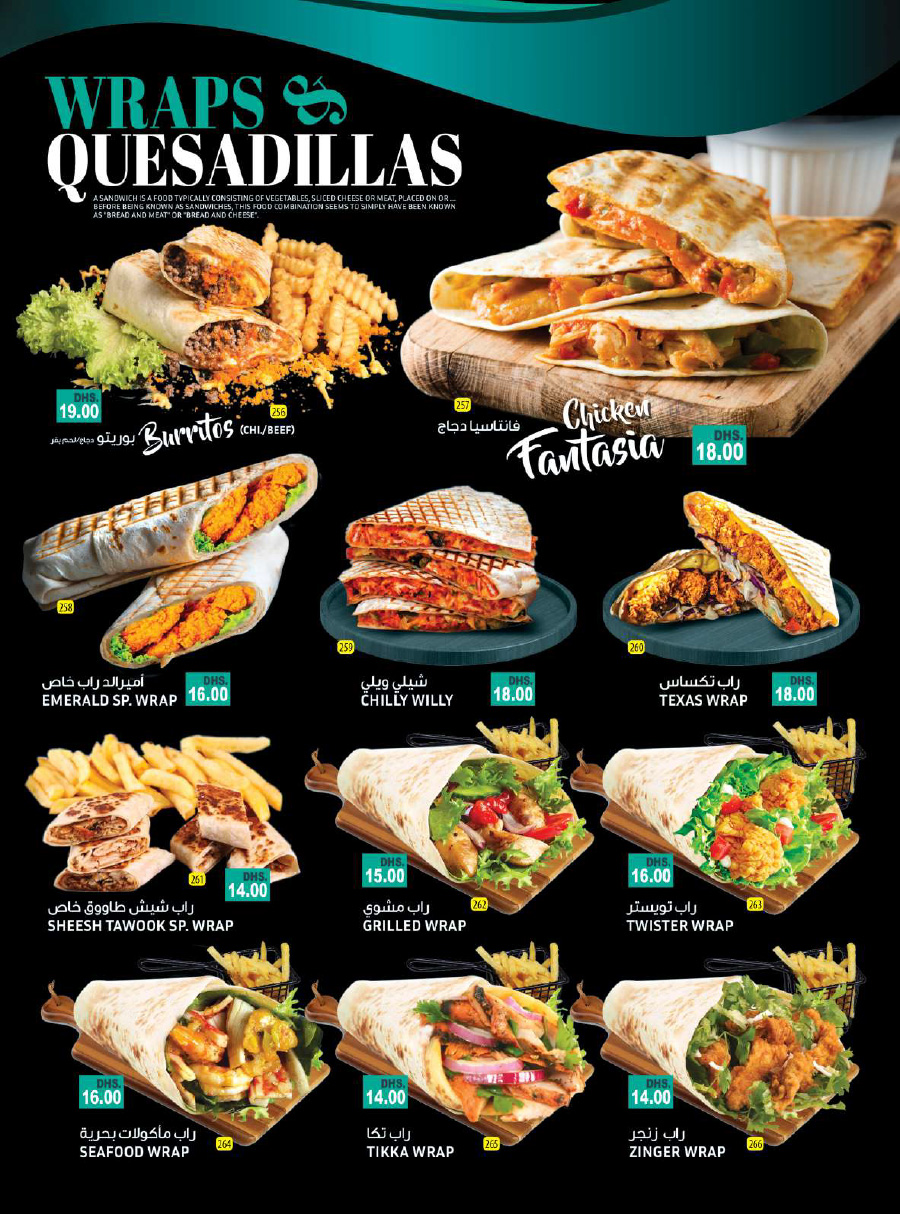 WRAPS &
QUESADILLAS
A SANDWICH IS A FOOD TYPICALLY CONSISTING OF VEGETABLES, SLICED CHEESE OR MEAT, PLACED ON OR ...
BEFORE BEING KNOWN AS SANDWICHES, THIS FOOD COMBINATION SEEMS TO SIMPLY HAVE BEEN KNOWN
AS "BREAD AND MEAT" OR "BREAD AND CHEESE".
DHS.
19.00
256
بوريتو دجاج/لحم بقر
Burritos (CHI./BEEF)
257
فانتاسيا دجاج
Chicken
Fantasia
DHS.
18.00
258
أميرالد راب خاص
EMERALD SP. WRAP
DHS.
16.00
259
شيلي ويلي
CHILLY WILLY
DHS.
18.00
260
راب تكساس
TEXAS WRAP
DHS.
18.00
261
DHS.
14.00
راب شيش طاووق خاص
SHEESH TAWOOK SP. WRAP
DHS.
15.00
262
راب مشوي
GRILLED WRAP
DHS.
16.00
263
راب تويستر
TWISTER WRAP
DHS.
16.00
264
راب مأكولات بحرية
SEAFOOD WRAP
DHS.
14.00
265
راب تكا
TIKKA WRAP
DHS.
14.00
266
راب زنجر
ZINGER WRAP